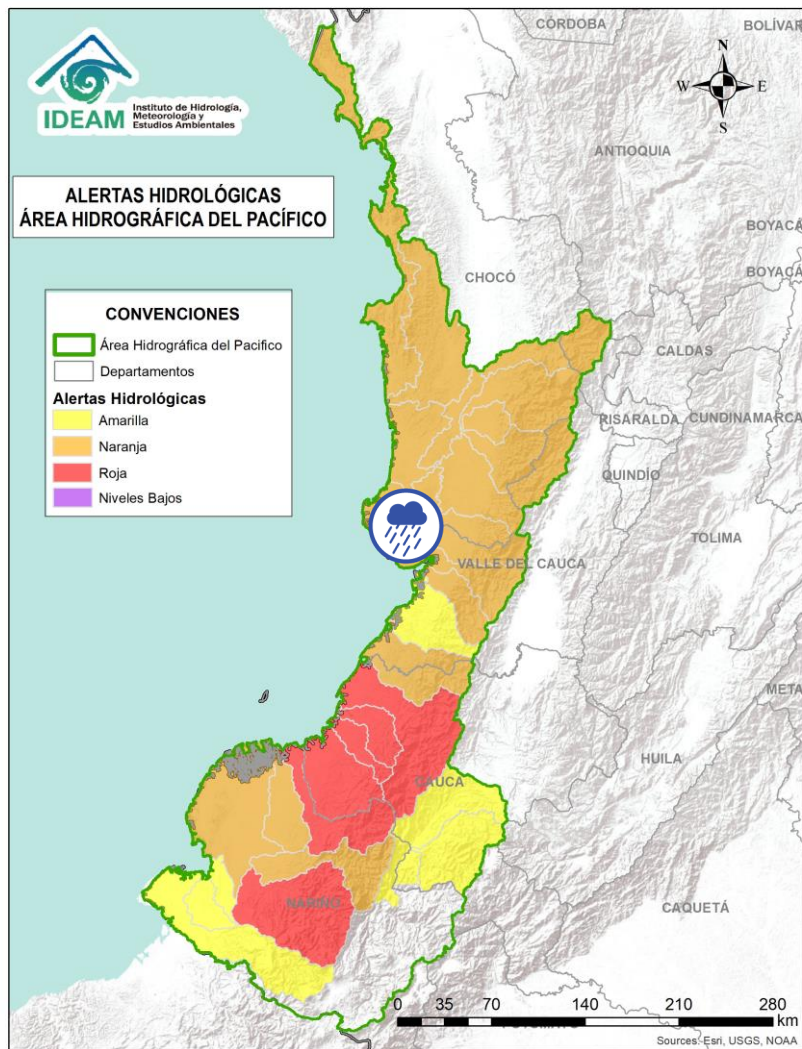 CÓRDOBA
BOLÍVAR
IDEAM
Instituto de Hidrología,
Meteorología y
Estudios Ambientales
N
W E
S
ANTIOQUIA
ALERTAS HIDROLÓGICAS
ÁREA HIDROGRÁFICA DEL PACÍFICO
BOYACÁ
BOYACÁ
CHOCÓ
CONVENCIONES
Área Hidrográfica del Pacifico
Departamentos
Alertas Hidrológicas
Amarilla
Naranja
Roja
Niveles Bajos
CALDAS
RISARALDA
CUNDINAMARCA
QUINDÍO
TOLIMA
VALLE DEL CAUCA
META
HUILA
CAUCA
NARIÑO
CAQUETÁ
0 35 70 140 210 280
km
Sources: Esri, USGS, NOAA